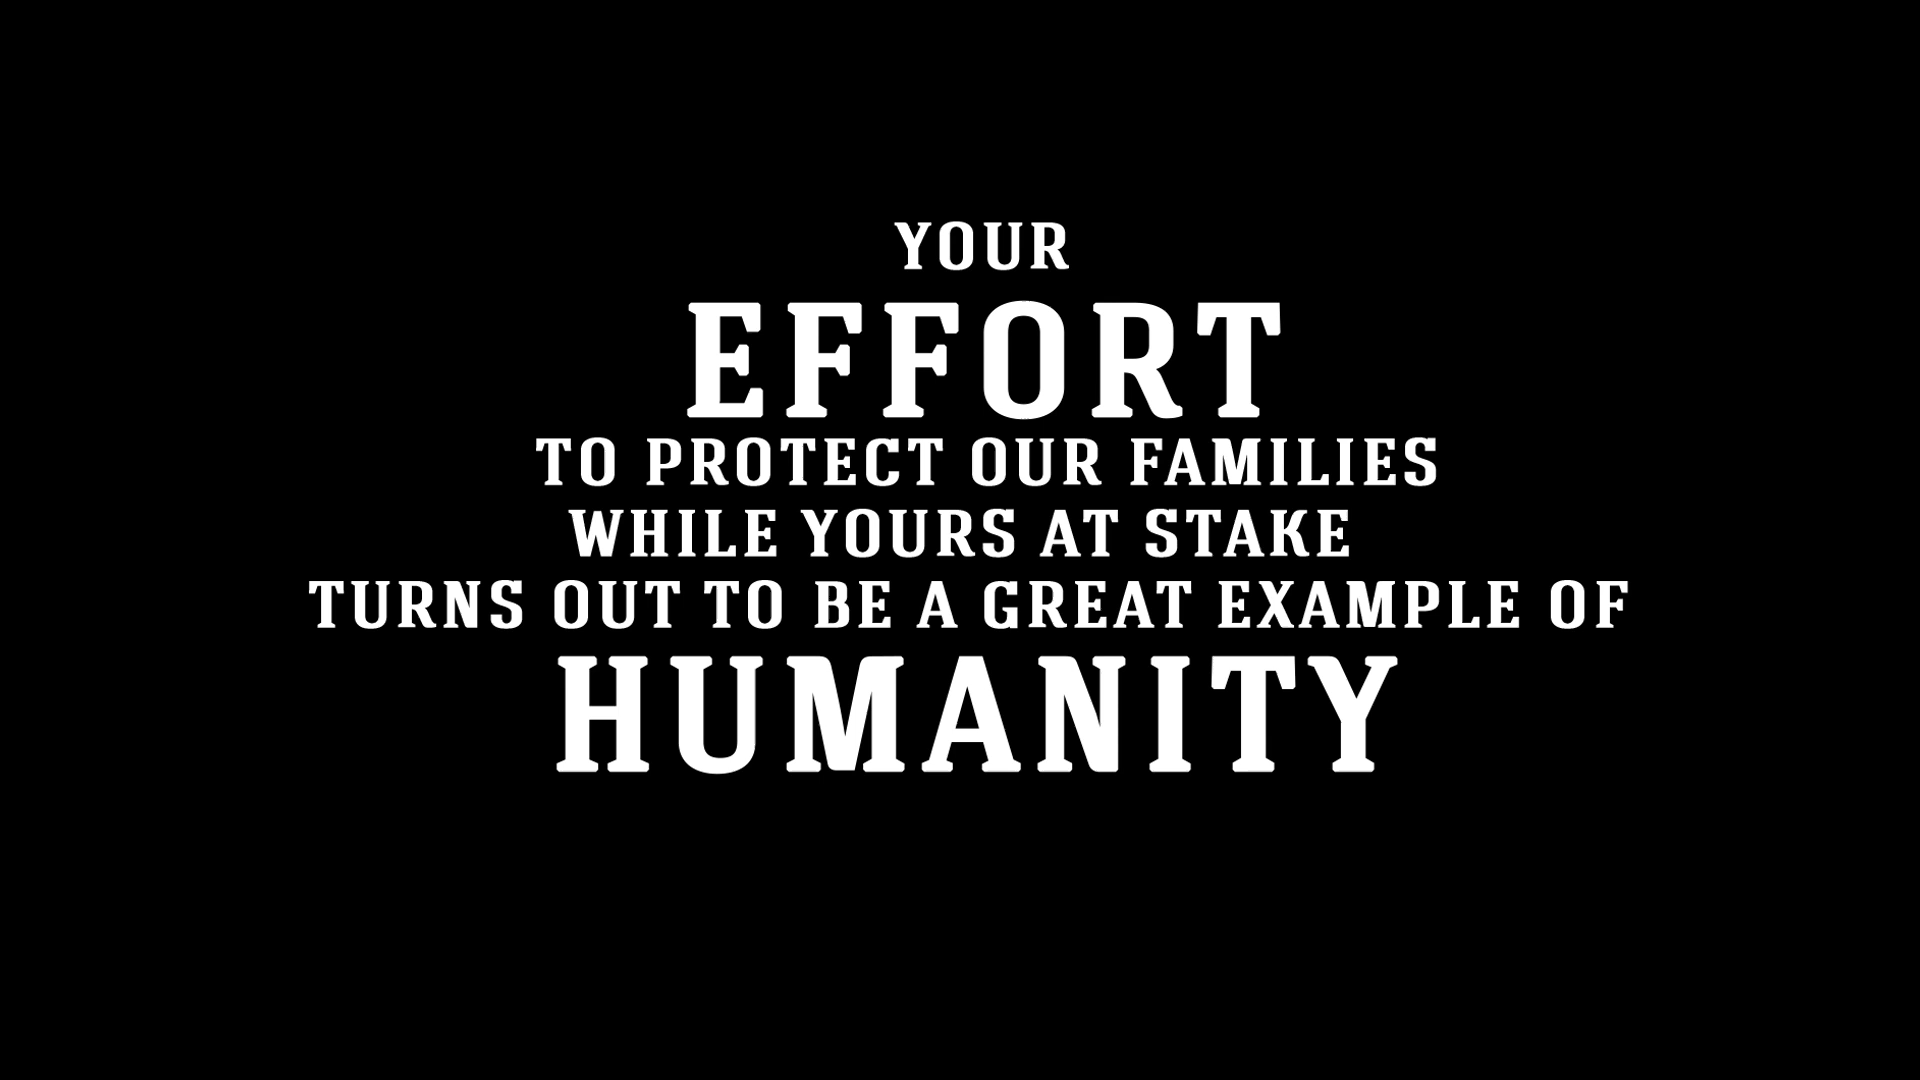 YOUR
EFFORT
TO PROTECT OUR FAMILIES
WHILE YOURS AT STAKE
TURNS OUT TO BE A GREAT EXAMPLE OF
HUMANITY